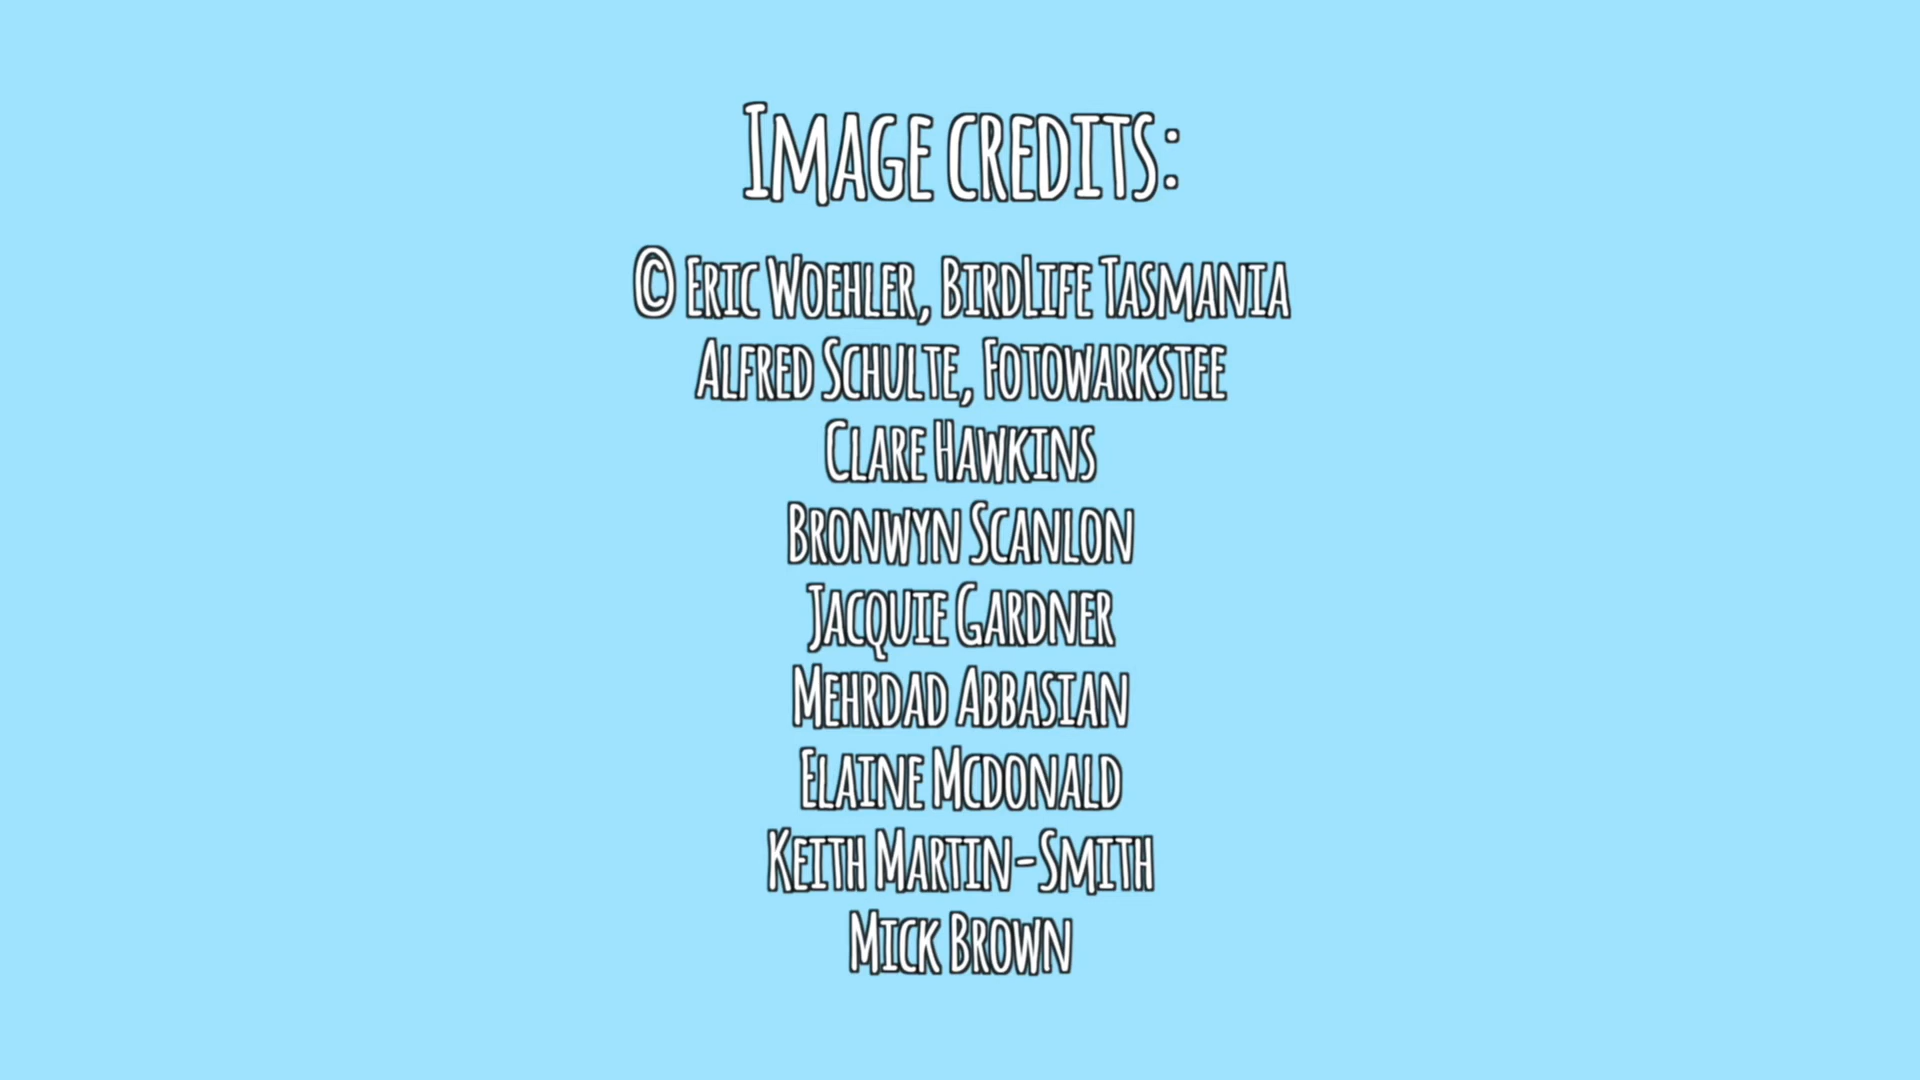 Image credits:
© Eric Woehler, BirdLife Tasmania
Alfred Schulte, Fotowarkstee
Clare Hawkins
Bronwyn Scanlon
Jacquie Gardner
Mehrdad Abbasian
Elaine Mcdonald
Keith Martin-Smith
Mick Brown